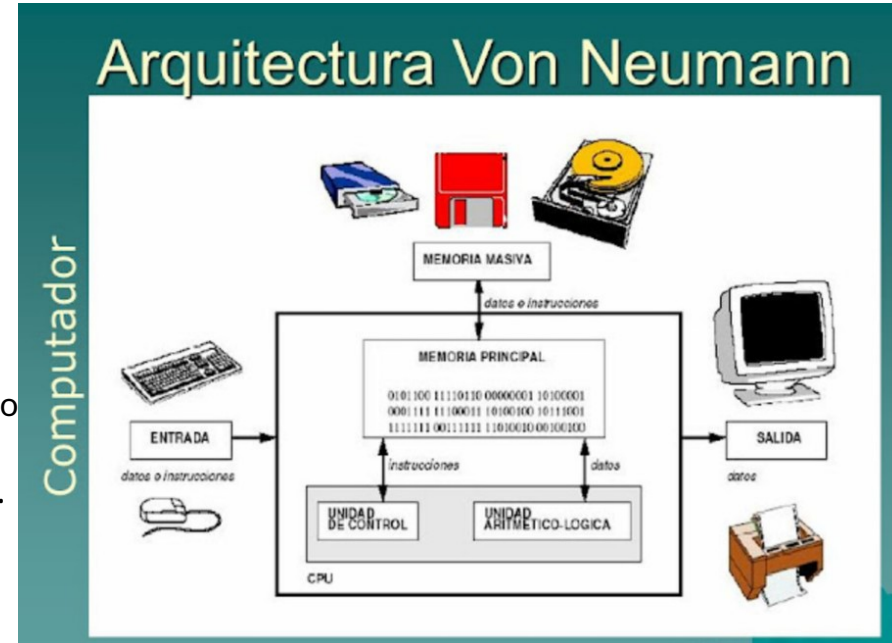 Arquitectura Von Neumann
Computador
MEMORIA MASIVA
datos e instrucciones
MEMORIA PRINCIPAL
0101100 11110110 00000001 10100001
0001111 11100011 10100100 10111001
1111111 00111111 11010010 00100100
ENTRADA
datos e instrucciones
SALIDA
datos
instrucciones
datos
UNIDAD
DE CONTROL
UNIDAD
ARITMETICO-LOGICA
CPU
o
.